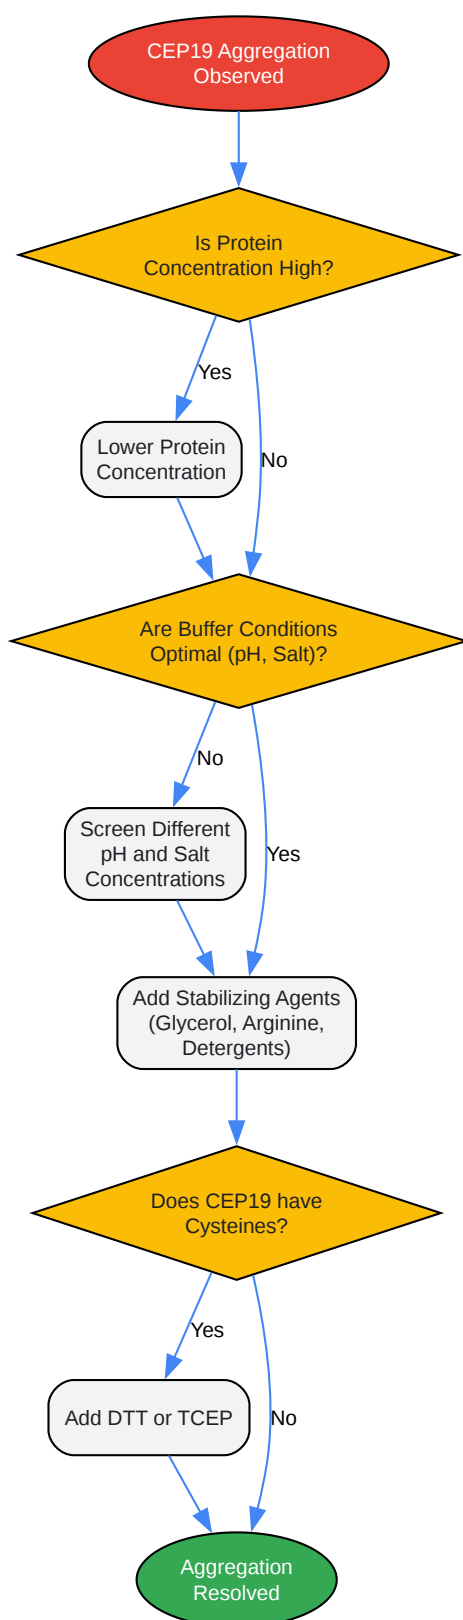 CEP19 Aggregation
Observed
Is Protein
Concentration High?
Yes
Lower Protein
Concentration
No
Are Buffer Conditions
Optimal (pH, Salt)?
No
Screen Different
pH and Salt
Concentrations
Yes
Add Stabilizing Agents
(Glycerol, Arginine,
Detergents)
Does CEP19 have
Cysteines?
Yes
Add DTT or TCEP
No
Aggregation
Resolved